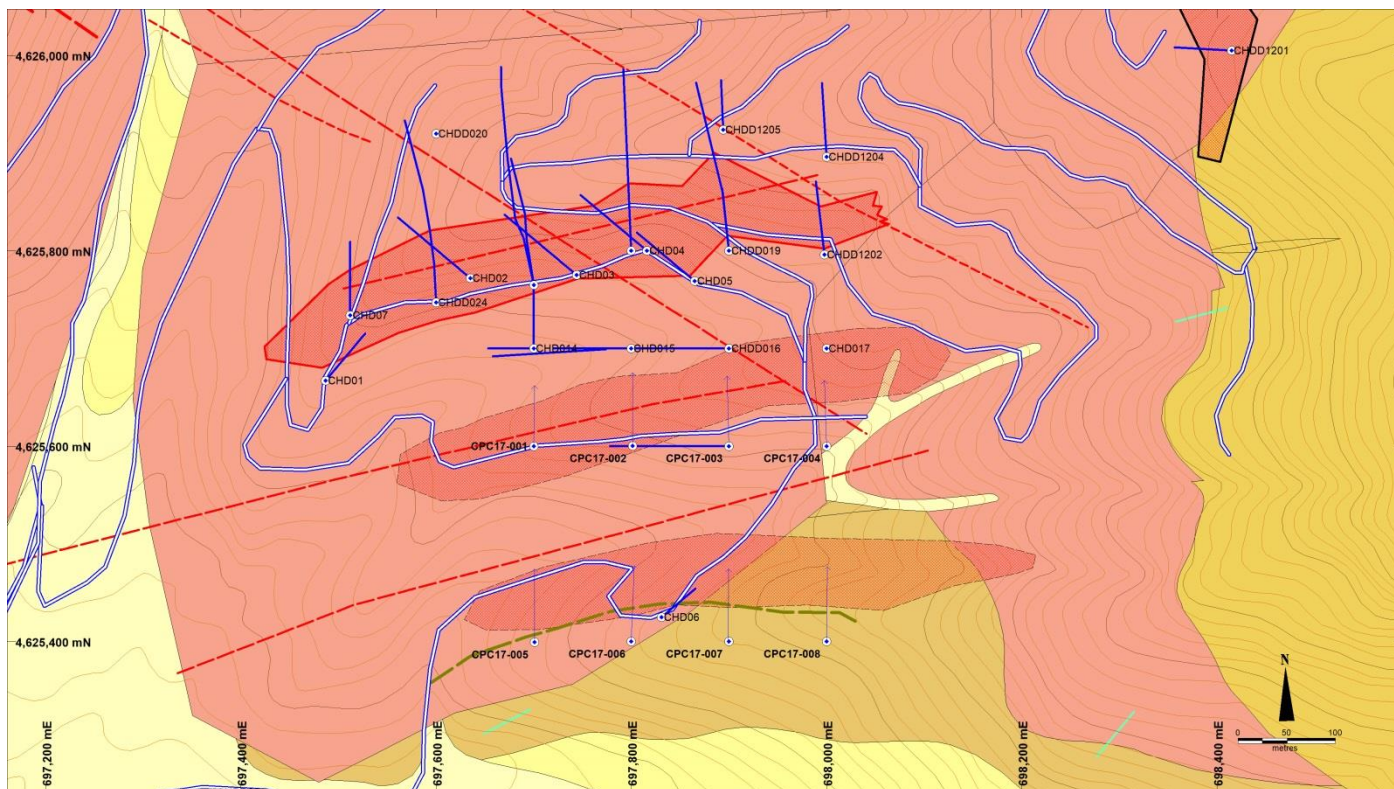 4,626,000 mN
CHDD1201
CHDD020
CHDD1205
CHDD1204
4,625,800 mN
CHD04
CHDD019
CHDD1202
CHD02
CHD03
CHD05
CHDD024
CHD07
CHD014
CHD015
CHDD016
CHD017
CHD01
4,625,600 mN
CPC17-001
CPC17-002
CPC17-003
CPC17-004
CHD06
4,625,400 mN
CPC17-005
CPC17-006
CPC17-007
CPC17-008
N
0 50 100
metres
697,200 mE
697,400 mE
697,600 mE
697,800 mE
698,000 mE
698,200 mE
698,400 mE